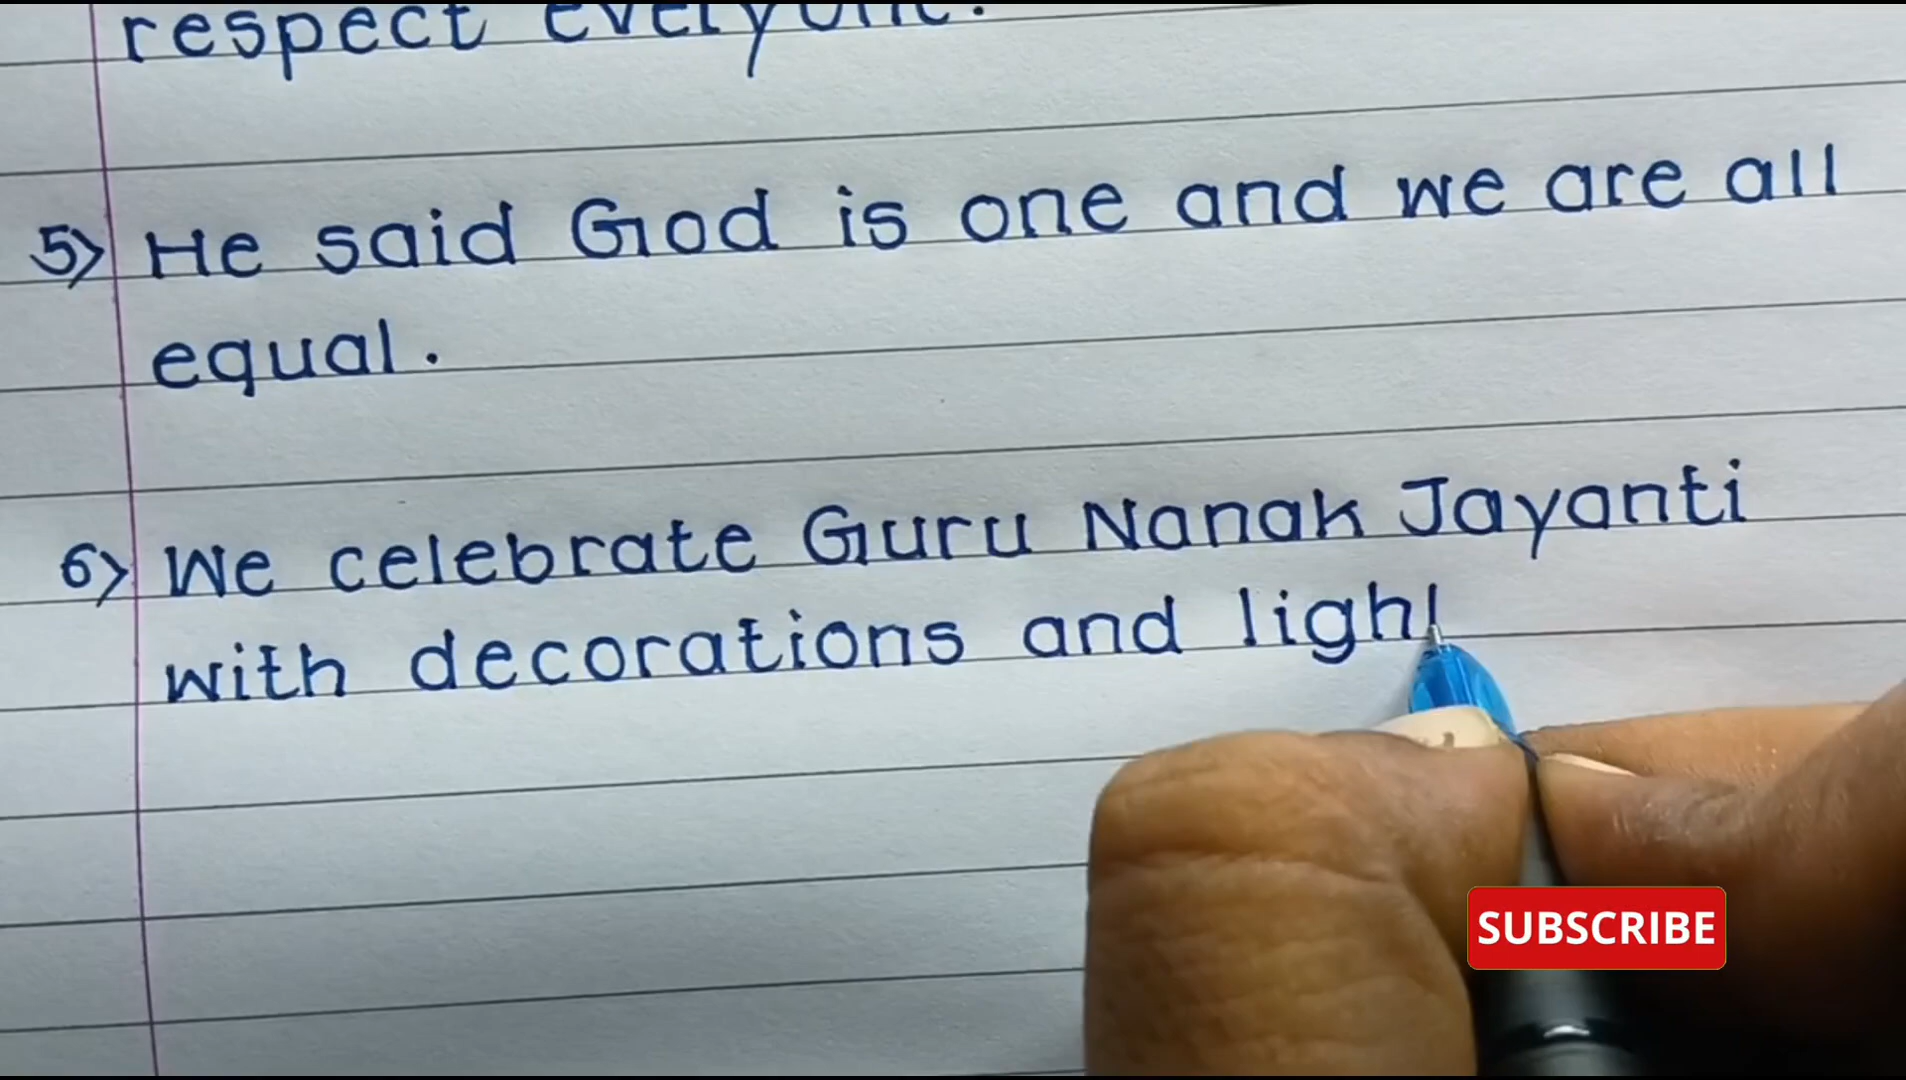 respect everyone.
5) He said God is one and we are all
equal.
6) We celebrate Guru Nanak Jayanti
with decorations and
SUBSCRIBE